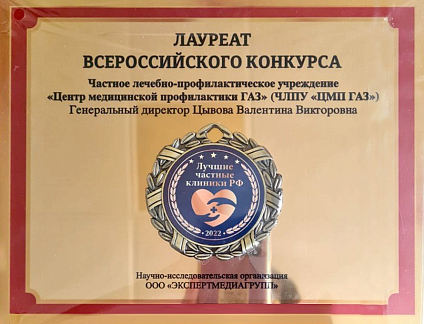 ЛАУРЕАТ
ВСЕРОССИЙСКОГО КОНКУРСА
Частное лечебно-профилактическое учреждение
«Центр медицинской профилактики ГАЗ» (ЧЛПУ «ЦМП ГАЗ»)
Генеральный директор Цывова Валентина Викторовна
Лучшие
частные
клиники РФ
2022
Научно-исследовательская организация
ООО «ЭКСПЕРТМЕДИАГРУПП»